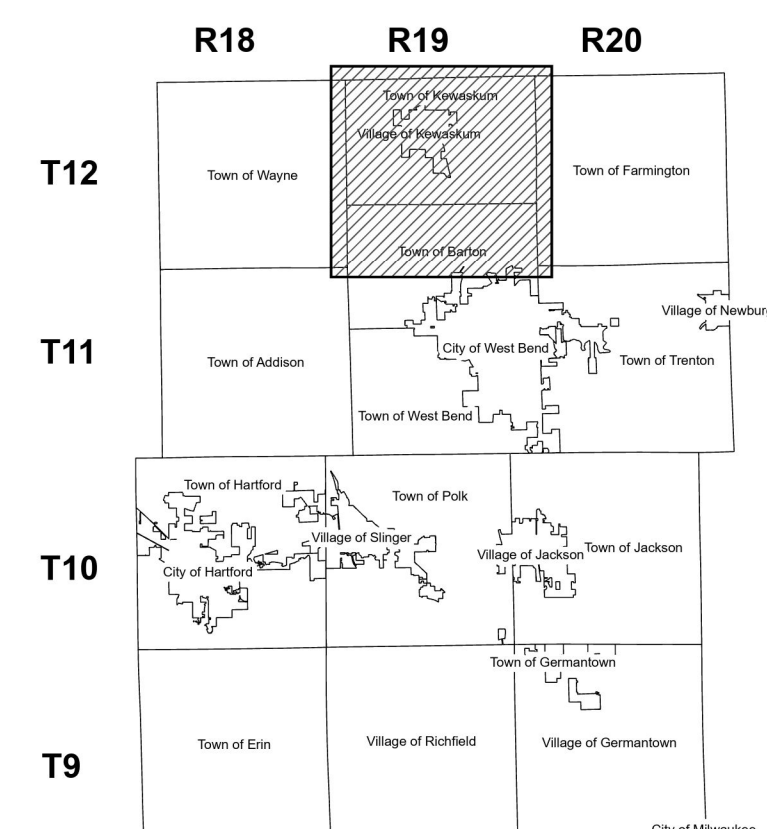 R18
R19
R20
T12
Town of Kewaskum
Village of Kewaskum
Town of Wayne
Town of Farmington
Town of Barton
T11
Village of Newbur
City of West Bend
Town of Addison
Town of Trenton
Town of West Bend
Town of Hartford
Town of Polk
Village of Slinger
T10
Village of Jackson
Town of Jackson
City of Hartford
Town of Germantown
T9
Town of Erin
Village of Richfield
Village of Germantown
City of Milwaukee